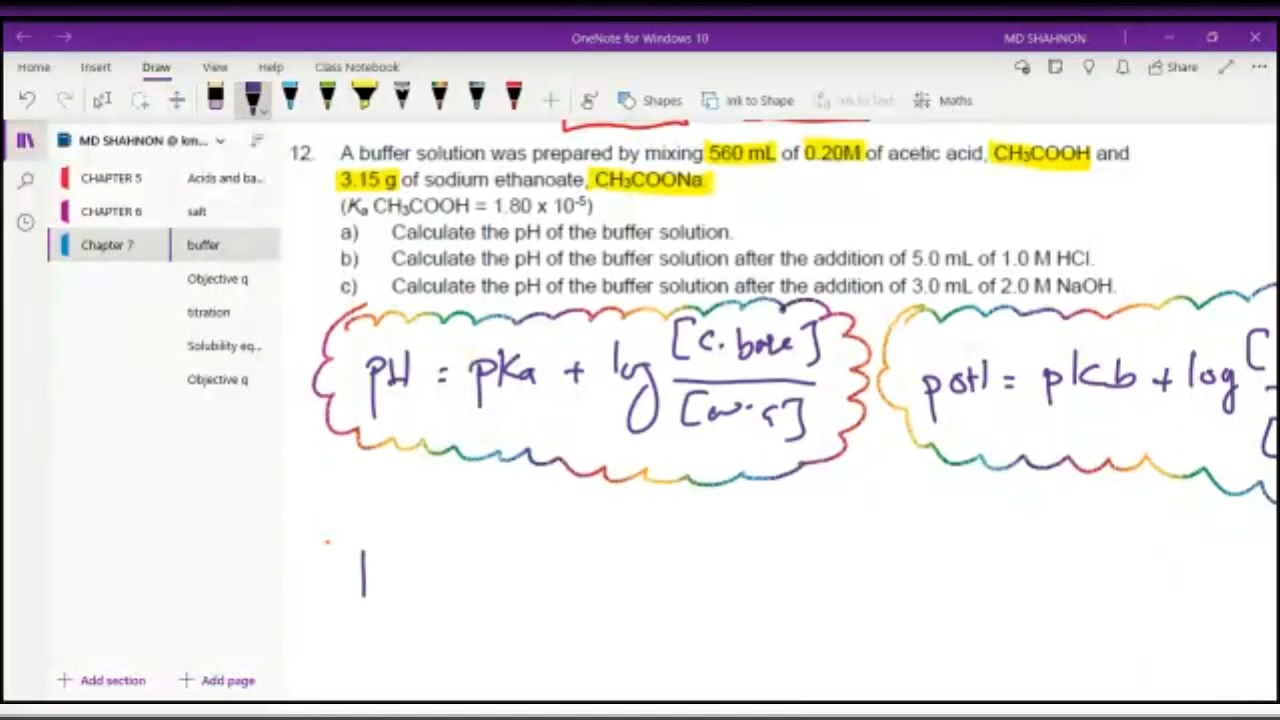 OneNote for Windows 10
MD SHAHNON
Home Insert Draw View Help Class Notebook
Share
Shapes Ink to Shape Ink to Text Maths
MD SHAHNON @ km...
CHAPTER 5
CHAPTER 6
Chapter 7
Acids and ba...
salt
buffer
Objective q
titration
Solubility eq...
Objective q
Add section
Add page
12. A buffer solution was prepared by mixing 560 mL of 0.20M of acetic acid, CH₃COOH and
3.15 g of sodium ethanoate, CH₃COONa.
(Kₐ CH₃COOH = 1.80 x 10⁻⁵)
a) Calculate the pH of the buffer solution.
b) Calculate the pH of the buffer solution after the addition of 5.0 mL of 1.0 M HCl.
c) Calculate the pH of the buffer solution after the addition of 3.0 mL of 2.0 M NaOH.
pH = pKa + log [c. base]
pOH = pKb + log [